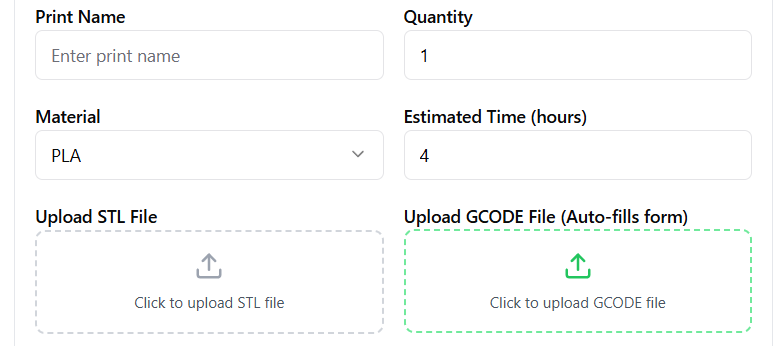 Print Name
Quantity
Enter print name
1
Material
Estimated Time (hours)
PLA
4
Upload STL File
Upload GCODE File (Auto-fills form)
Click to upload STL file
Click to upload GCODE file